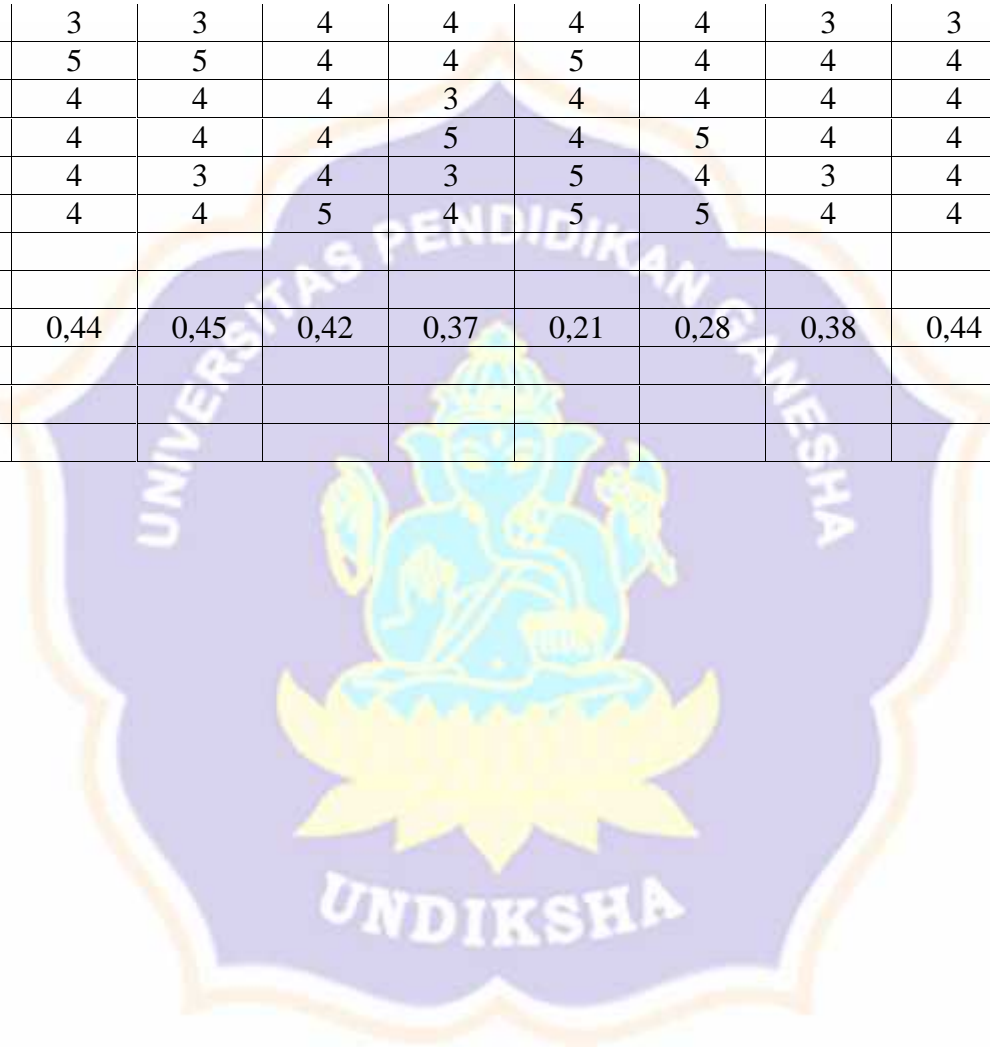 3 3 4 4 4 4 3 3
5 5 4 4 5 4 4 4
4 4 4 3 4 4 4 4
4 4 4 5 4 5 4 4
4 3 4 3 5 4 3 4
4 4 5 4 5 5 4 4
0,44 0,45 0,42 0,37 0,21 0,28 0,38 0,44
UNIVERSITAS PENDIDIKAN GANESHA
UNDIKSHA